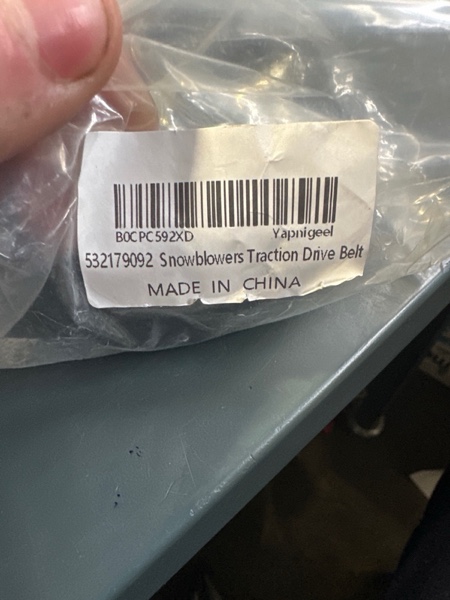 B0CPC592XD Yapnigeel
532179092 Snowblowers Traction Drive Belt
MADE IN CHINA